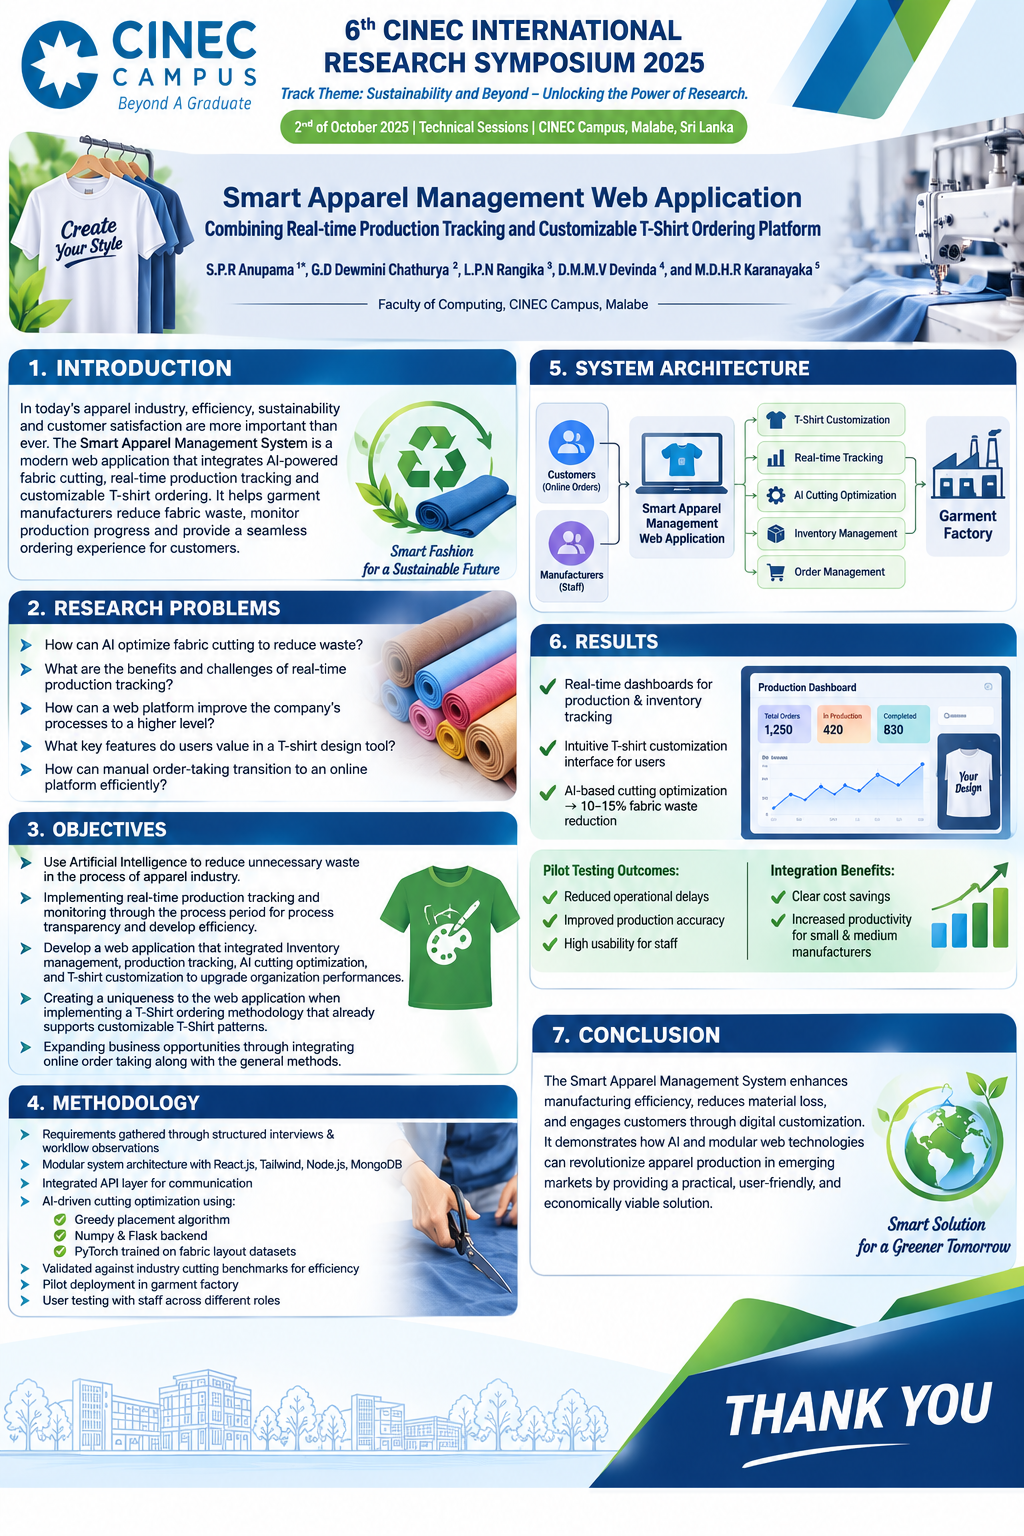 CINEC
CAMPUS
Beyond A Graduate
6th CINEC INTERNATIONAL
RESEARCH SYMPOSIUM 2025
Track Theme: Sustainability and Beyond – Unlocking the Power of Research.
2nd of October 2025 | Technical Sessions | CINEC Campus, Malabe, Sri Lanka
Create
Your Style
Smart Apparel Management Web Application
Combining Real-time Production Tracking and Customizable T-Shirt Ordering Platform
S.P.R Anupama 1*, G.D Dewmini Chathurya 2, L.P.N Rangika 3, D.M.M.V Devinda 4, and M.D.H.R Karanayaka 5
Faculty of Computing, CINEC Campus, Malabe
1. INTRODUCTION
In today's apparel industry, efficiency, sustainability
and customer satisfaction are more important than
ever. The Smart Apparel Management System is a
modern web application that integrates AI-powered
fabric cutting, real-time production tracking and
customizable T-shirt ordering. It helps garment
manufacturers reduce fabric waste, monitor
production progress and provide a seamless
ordering experience for customers.
Smart Fashion
for a Sustainable Future
2. RESEARCH PROBLEMS
How can AI optimize fabric cutting to reduce waste?
What are the benefits and challenges of real-time
production tracking?
How can a web platform improve the company's
processes to a higher level?
What key features do users value in a T-shirt design tool?
How can manual order-taking transition to an online
platform efficiently?
3. OBJECTIVES
Use Artificial Intelligence to reduce unnecessary waste
in the process of apparel industry.
Implementing real-time production tracking and
monitoring through the process period for process
transparency and develop efficiency.
Develop a web application that integrated Inventory
management, production tracking, AI cutting optimization,
and T-shirt customization to upgrade organization performances.
Creating a uniqueness to the web application when
implementing a T-Shirt ordering methodology that already
supports customizable T-Shirt patterns.
Expanding business opportunities through integrating
online order taking along with the general methods.
4. METHODOLOGY
Requirements gathered through structured interviews &
workllow observations
Modular system architecture with React.js, Tailwind, Node.js, MongoDB
Integrated API layer for communication
AI-driven cutting optimization using:
Greedy placement algorithm
Numpy & Flask backend
PyTorch trained on fabric layout datasets
Validated against industry cutting benchmarks for efficiency
Pilot deployment in garment factory
User testing with staff across different roles
5. SYSTEM ARCHITECTURE
Customers
(Online Orders)
Manufacturers
(Staff)
Smart Apparel
Management
Web Application
T-Shirt Customization
Real-time Tracking
AI Cutting Optimization
Inventory Management
Order Management
Garment
Factory
6. RESULTS
Real-time dashboards for
production & inventory
tracking
Intuitive T-shirt customization
interface for users
AI-based cutting optimization
→ 10–15% fabric waste
reduction
Production Dashboard
Total Orders
1,250
In Production
420
Completed
830
Your
Design
Pilot Testing Outcomes:
Reduced operational delays
Improved production accuracy
High usability for staff
Integration Benefits:
Clear cost savings
Increased productivity
for small & medium
manufacturers
7. CONCLUSION
The Smart Apparel Management System enhances
manufacturing efficiency, reduces material loss,
and engages customers through digital customization.
It demonstrates how AI and modular web technologies
can revolutionize apparel production in emerging
markets by providing a practical, user-friendly, and
economically viable solution.
Smart Solution
for a Greener Tomorrow
THANK YOU